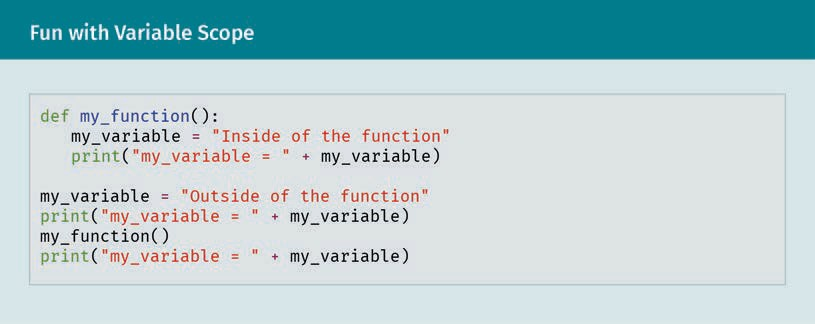 Fun with Variable Scope
def my_function():
my_variable = "Inside of the function"
print("my_variable = " + my_variable)
my_variable = "Outside of the function"
print("my_variable = " + my_variable)
my_function()
print("my_variable = " + my_variable)